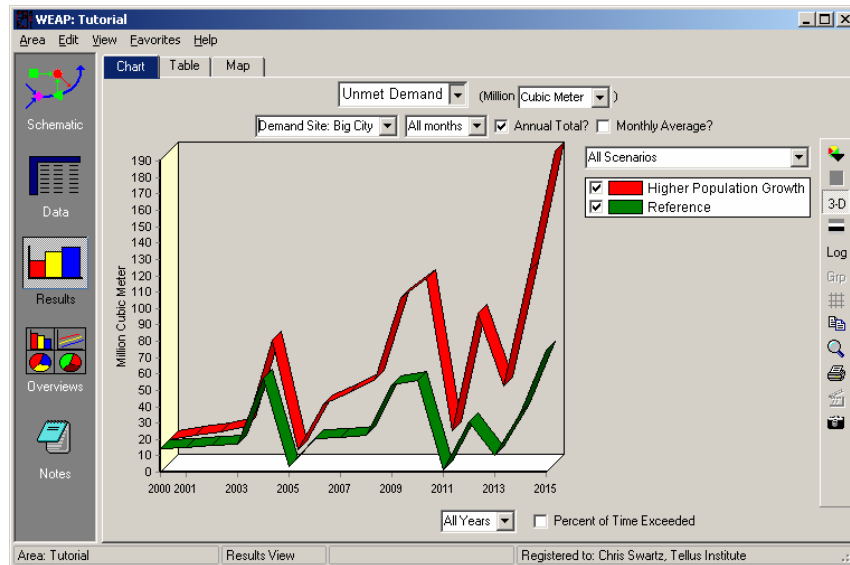 WEAP: Tutorial
Area Edit View Favorites Help
Chart Table Map
Unmet Demand (Million Cubic Meter )
Demand Site: Big City All months Annual Total? Monthly Average?
All Scenarios
Higher Population Growth
Reference
Schematic
Data
Results
Overviews
Notes
Million Cubic Meter
190
180
170
160
150
140
130
120
110
100
90
80
70
60
50
40
30
20
10
0
2000 2001 2003 2005 2007 2009 2011 2013 2015
3-D
Log
Grp
All Years Percent of Time Exceeded
Area: Tutorial Results View Registered to: Chris Swartz, Tellus Institute